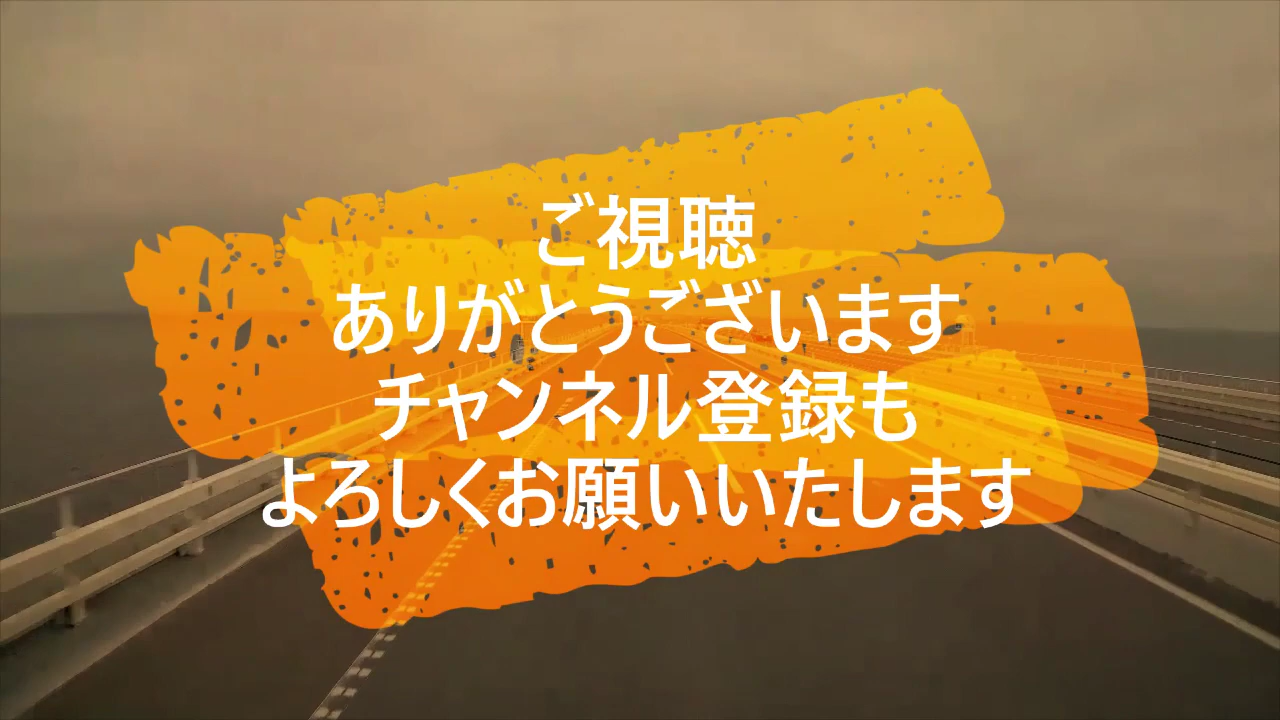 ご視聴
ありがとうございます
チャンネル登録も
よろしくお願いいたします